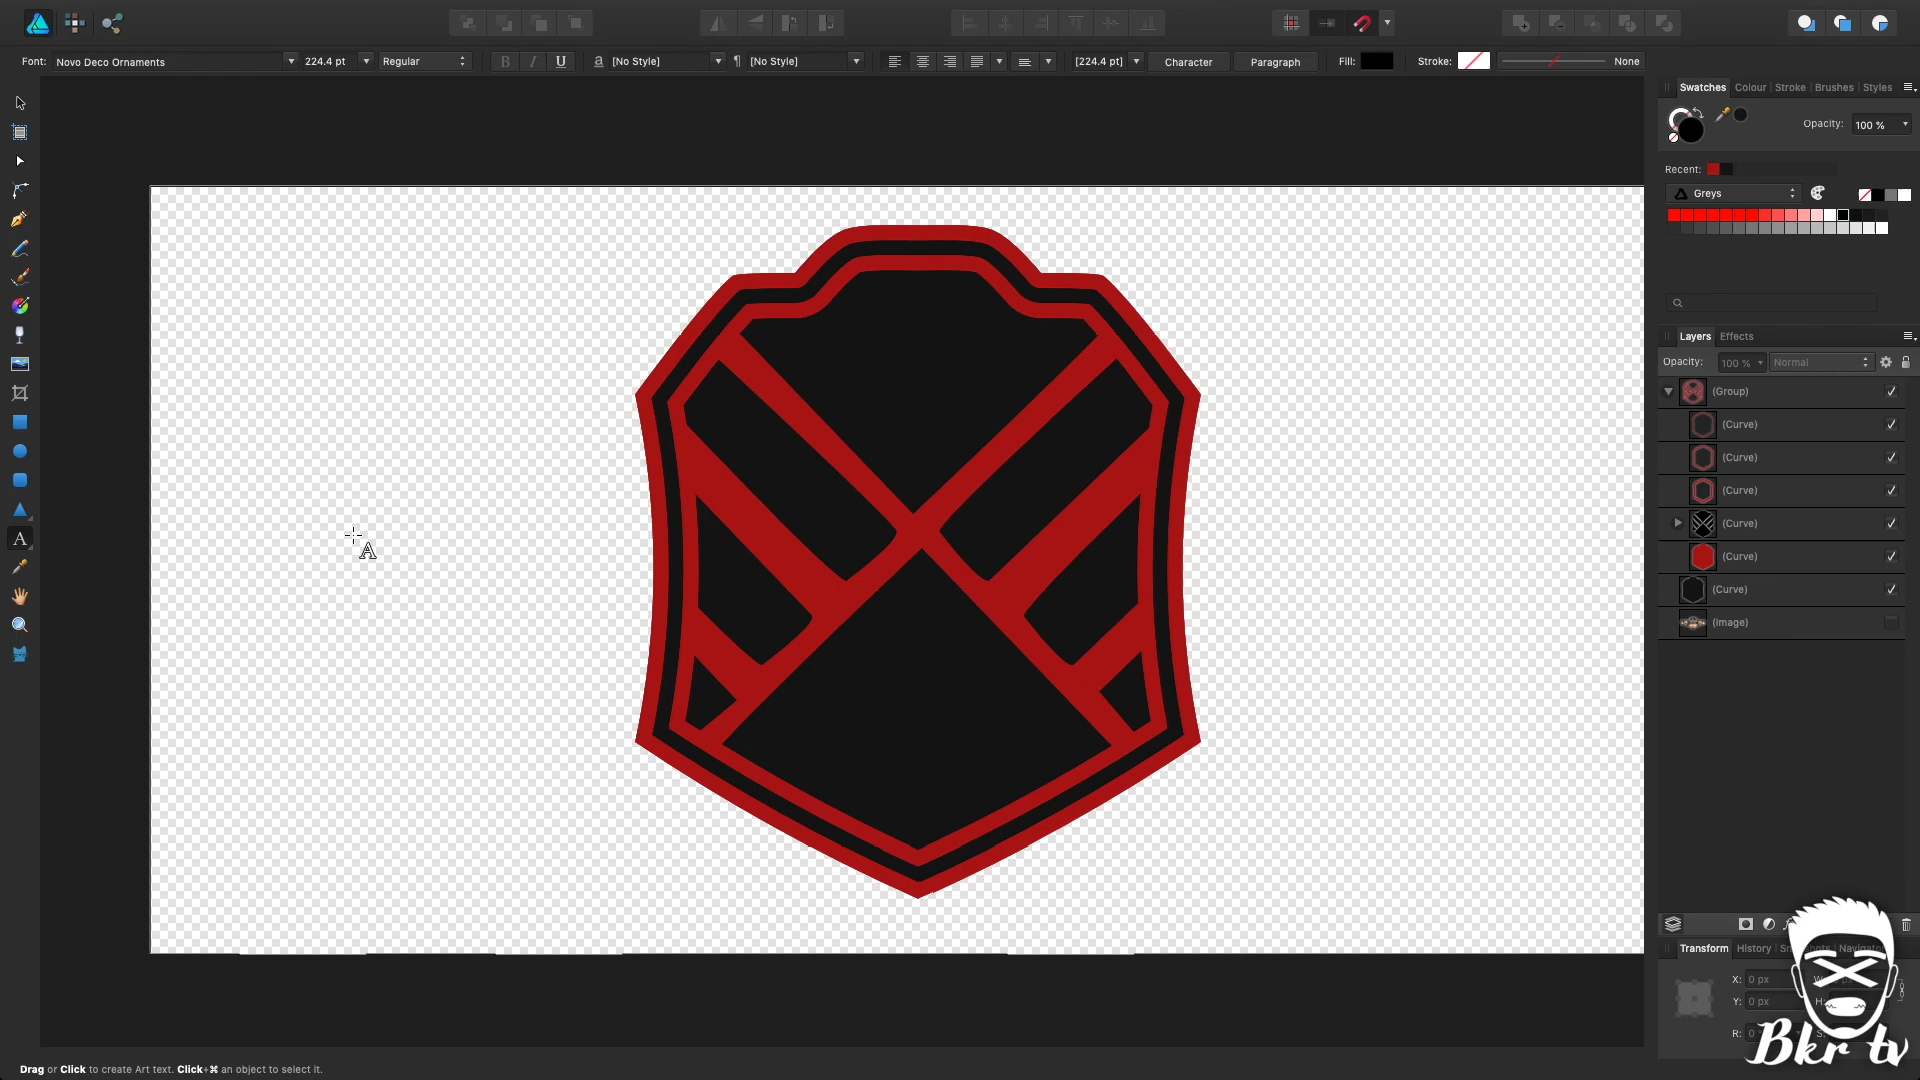 Font: Novo Deco Ornaments 224.4 pt Regular B I U a [No Style] ¶ [No Style] [224.4 pt] Character Paragraph Fill: Stroke: None
Swatches Colour Stroke Brushes Styles
Opacity: 100 %
Recent:
Greys
Layers Effects
Opacity: 100 % Normal
(Group)
(Curve)
(Curve)
(Curve)
(Curve)
(Curve)
(Curve)
(Image)
Transform History
X: 0 px
Y: 0 px H:
R:
Bkr tv
Drag or Click to create Art text. Click+⌘ an object to select it.